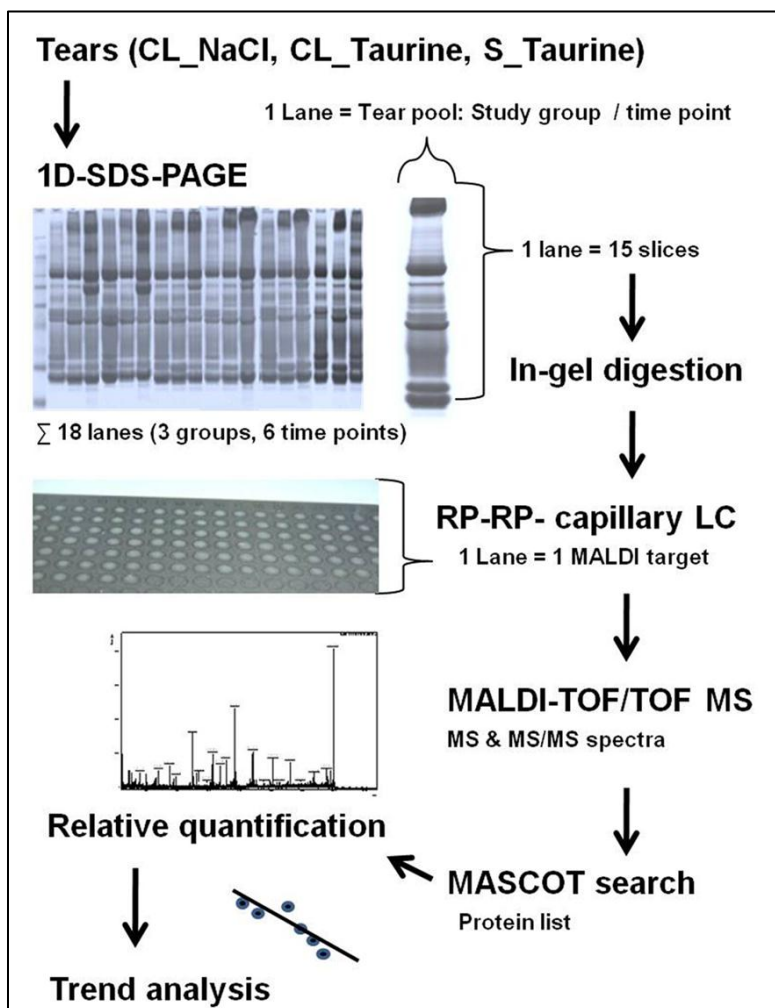 Tears (CL_NaCl, CL_Taurine, S_Taurine)
1 Lane = Tear pool: Study group / time point
1D-SDS-PAGE
1 lane = 15 slices
In-gel digestion
∑ 18 lanes (3 groups, 6 time points)
RP-RP- capillary LC
1 Lane = 1 MALDI target
MALDI-TOF/TOF MS
MS & MS/MS spectra
Relative quantification
MASCOT search
Protein list
Trend analysis